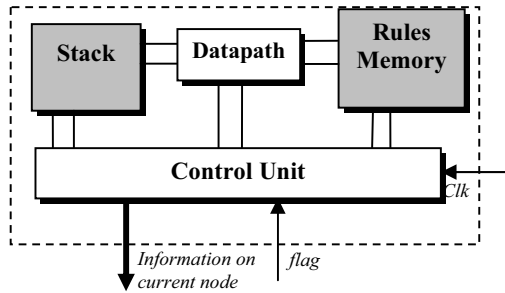 Stack
Datapath
Rules
Memory
Control Unit
Clk
Information on
current node
flag